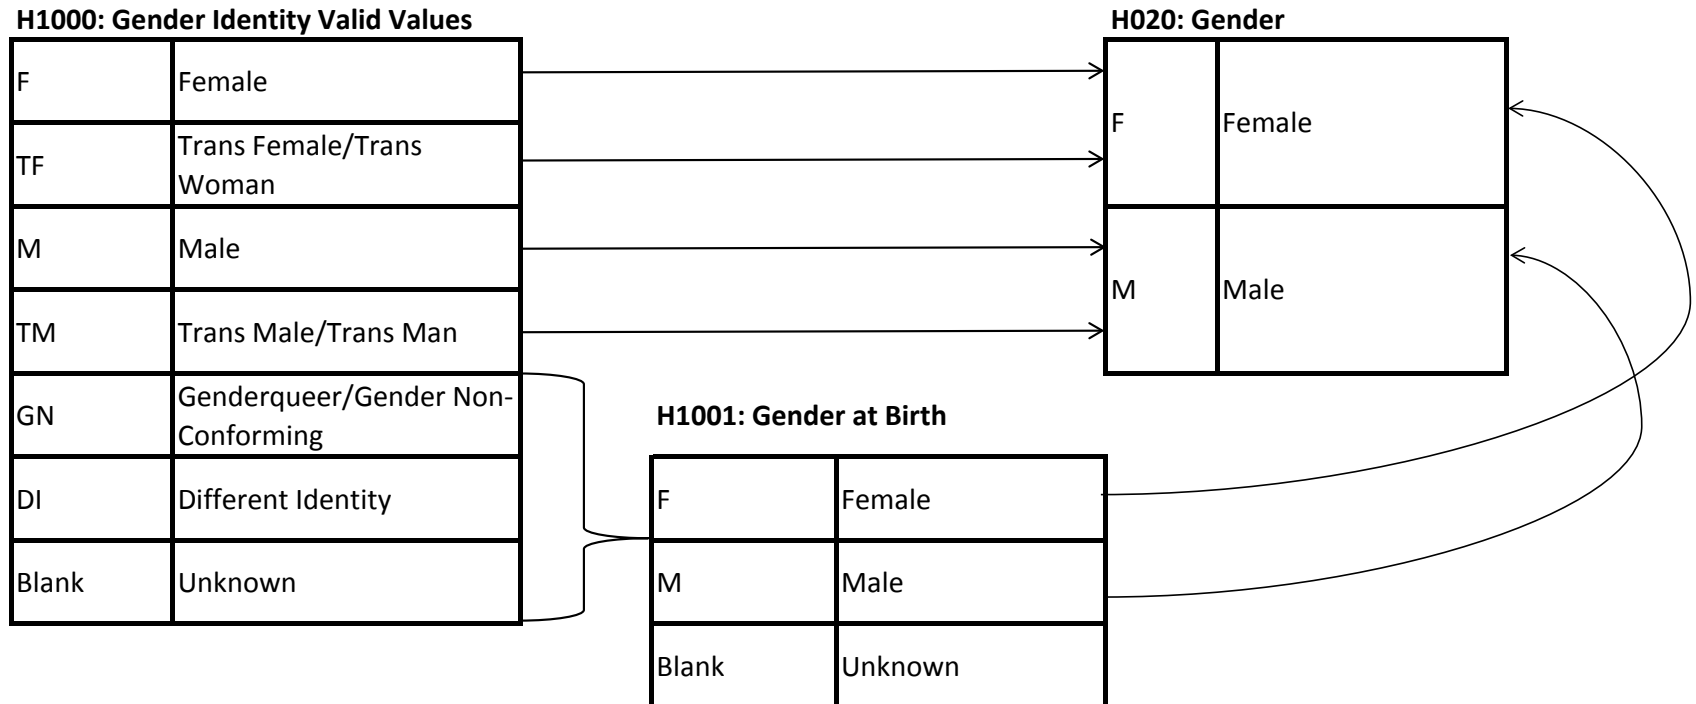 H1000: Gender Identity Valid Values
F Female
TF Trans Female/Trans
Woman
M Male
TM Trans Male/Trans Man
GN Genderqueer/Gender Non-
Conforming
DI Different Identity
Blank Unknown
H020: Gender
F Female
M Male
H1001: Gender at Birth
F Female
M Male
Blank Unknown